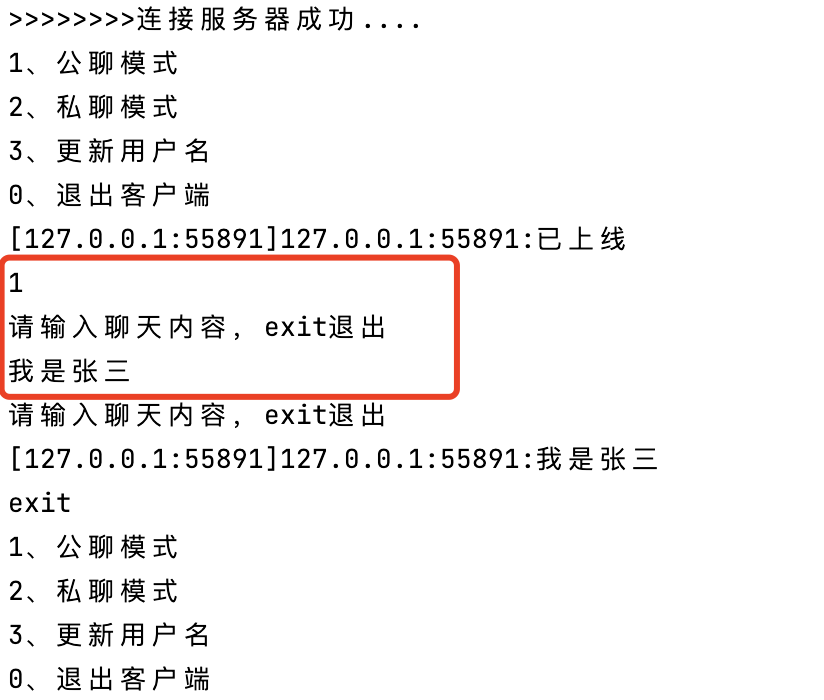 >>>>>>>>连接服务器成功....
1、公聊模式
2、私聊模式
3、更新用户名
0、退出客户端
[127.0.0.1:55891]127.0.0.1:55891:已上线
1
请输入聊天内容，exit退出
我是张三
请输入聊天内容，exit退出
[127.0.0.1:55891]127.0.0.1:55891:我是张三
exit
1、公聊模式
2、私聊模式
3、更新用户名
0、退出客户端